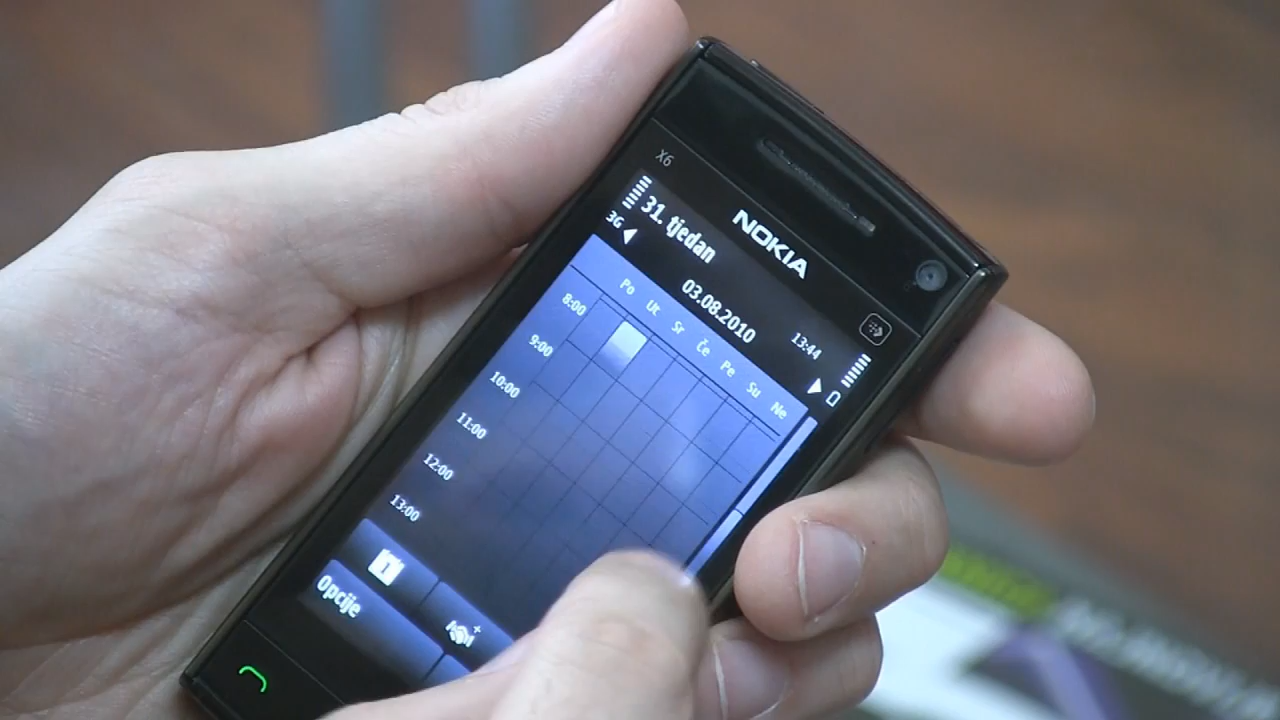 X6
NOKIA
31. tjedan
3G
03.08.2010
13:44
Po Ut Sr Če Pe Su Ne
8:00
9:00
10:00
11:00
12:00
13:00
Opcije